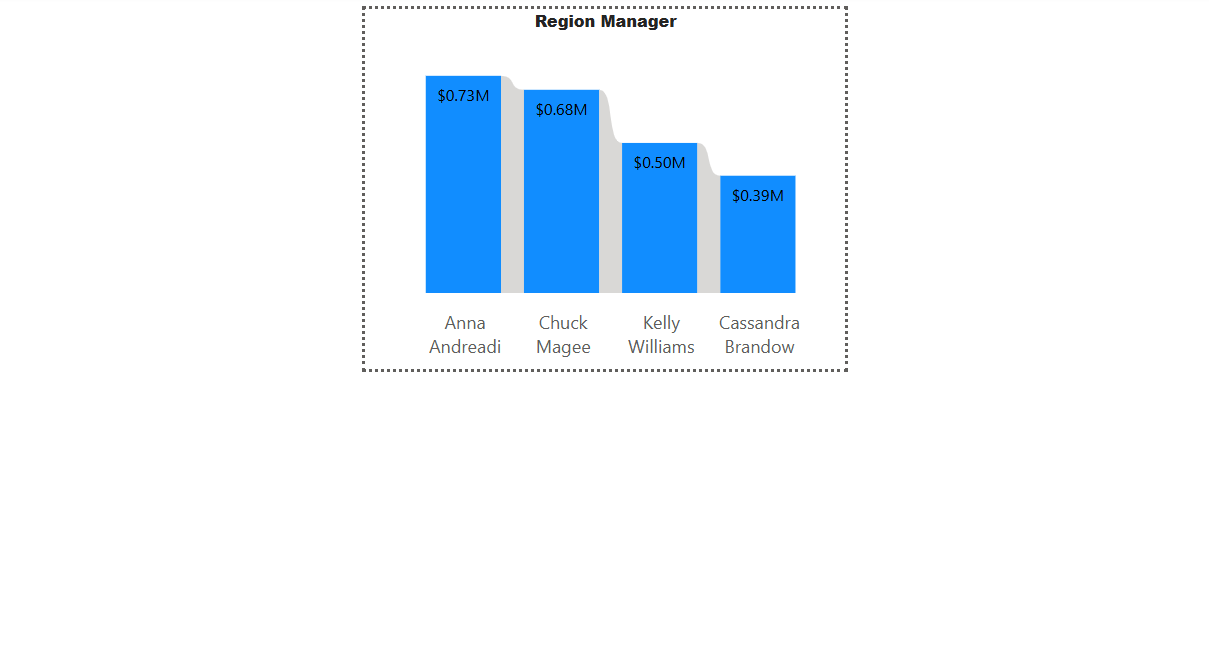 Region Manager
$0.73M
$0.68M
$0.50M
$0.39M
Anna Andreadi
Chuck Magee
Kelly Williams
Cassandra Brandow